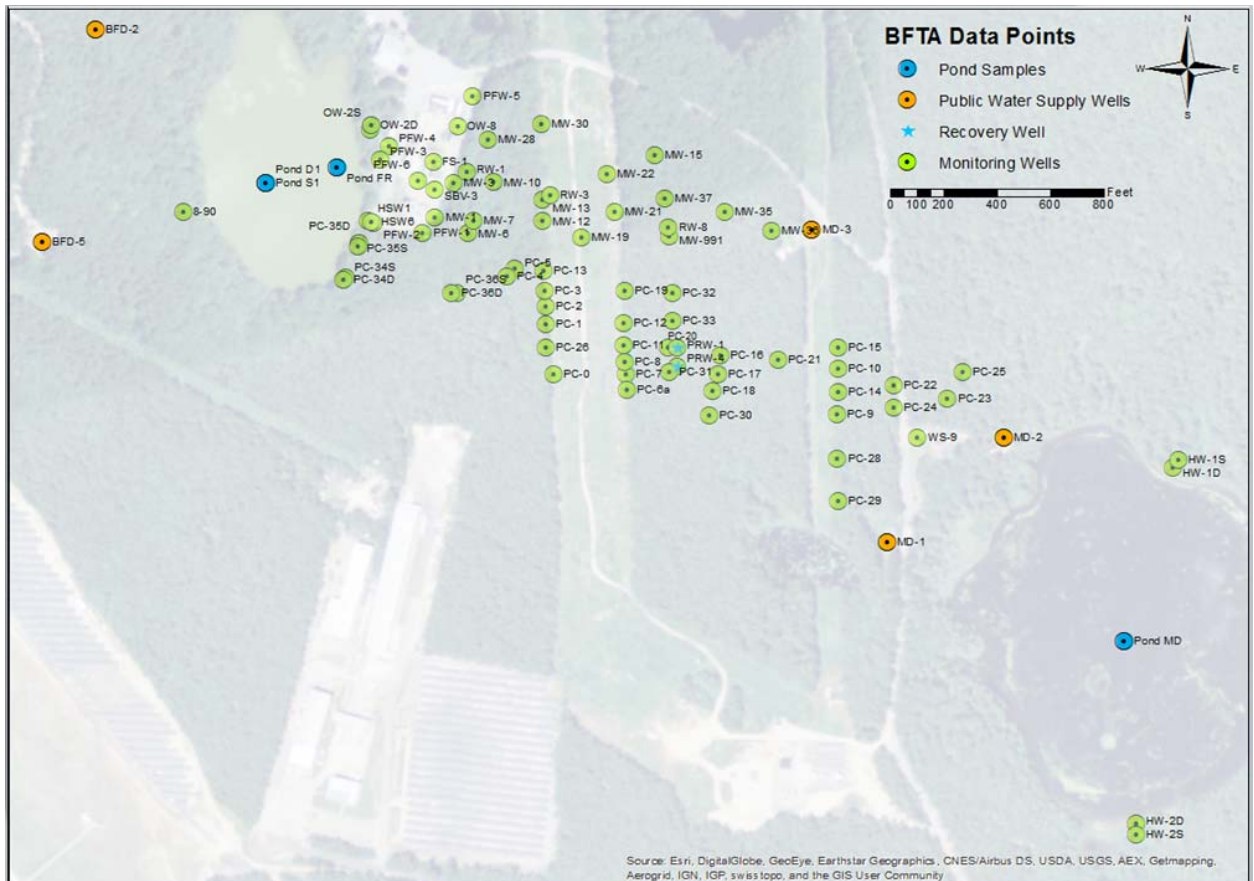 BFD-2
BFTA Data Points
N
W
E
S
Pond Samples
Public Water Supply Wells
Recovery Well
Monitoring Wells
Feet
0 100 200 400 600 800
PFW-5
OW-2S
OW-2D
OW-8
MW-30
PFW-4
MW-28
PFW-3
MW-15
PFW-6
FS-1
Pond D1
Pond FR
RW-1
MW-22
Pond S1
MW-3
MW-10
SBV-3
RW-3
MW-37
8-90
HSW1
MW-13
MW-21
MW-35
HSW6
MW-1
MW-7
MW-12
PC-35D
RW-8
MD-3
PFW-2
PFW-1
MW-6
MW-19
MW-991
BFD-5
PC-35S
PC-34S
PC-5
PC-13
PC-34D
PC-36S
PC-4
PC-36D
PC-3
PC-19
PC-32
PC-2
PC-1
PC-12
PC-33
PC-20
PC-26
PC-11
PRW-1
PC-15
PC-16
PC-8
PRW-4
PC-21
PC-10
PC-0
PC-7
PC-31
PC-17
PC-25
PC-6a
PC-18
PC-14
PC-22
PC-23
PC-30
PC-9
PC-24
WS-9
MD-2
PC-28
HW-1S
HW-1D
PC-29
MD-1
Pond MD
HW-2D
HW-2S
Source: Esri, DigitalGlobe, GeoEye, Earthstar Geographics, CNES/Airbus DS, USDA, USGS, AEX, Getmapping,
Aerogrid, IGN, IGP, swisstopo, and the GIS User Community